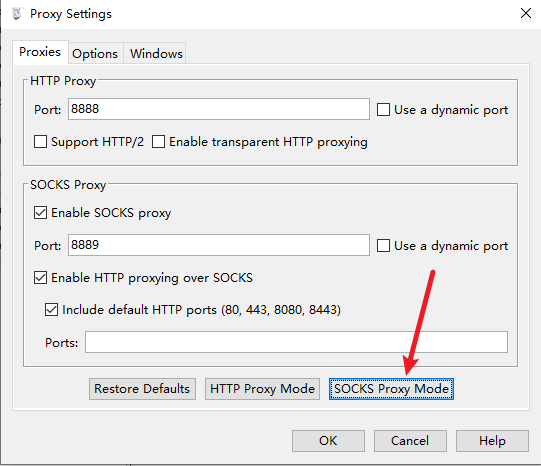 Proxy Settings
Proxies Options Windows
HTTP Proxy
Port: 8888 Use a dynamic port
Support HTTP/2 Enable transparent HTTP proxying
SOCKS Proxy
Enable SOCKS proxy
Port: 8889 Use a dynamic port
Enable HTTP proxying over SOCKS
Include default HTTP ports (80, 443, 8080, 8443)
Ports:
Restore Defaults HTTP Proxy Mode SOCKS Proxy Mode
OK Cancel Help